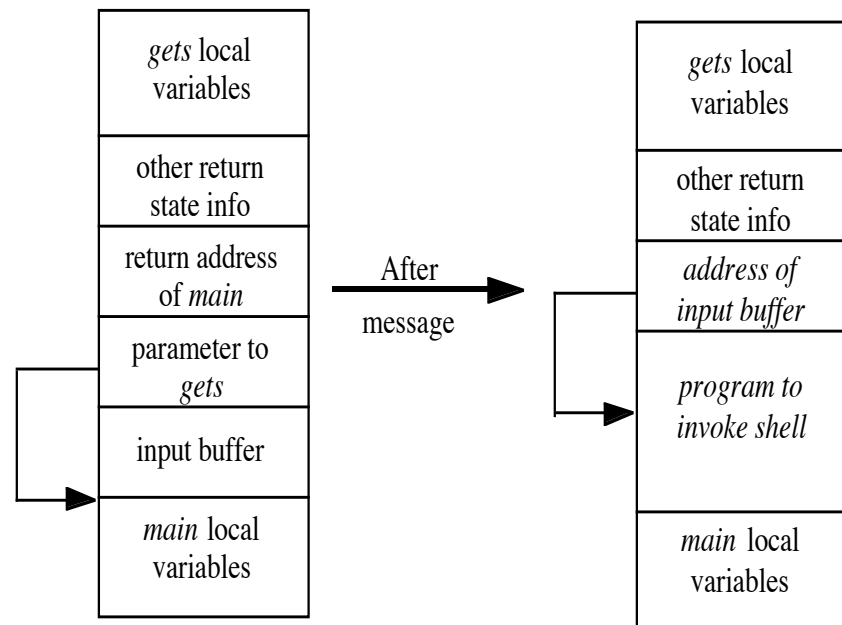 gets local
variables
other return
state info
return address
of main
parameter to
gets
input buffer
main local
variables
After
message
gets local
variables
other return
state info
address of
input buffer
program to
invoke shell
main local
variables